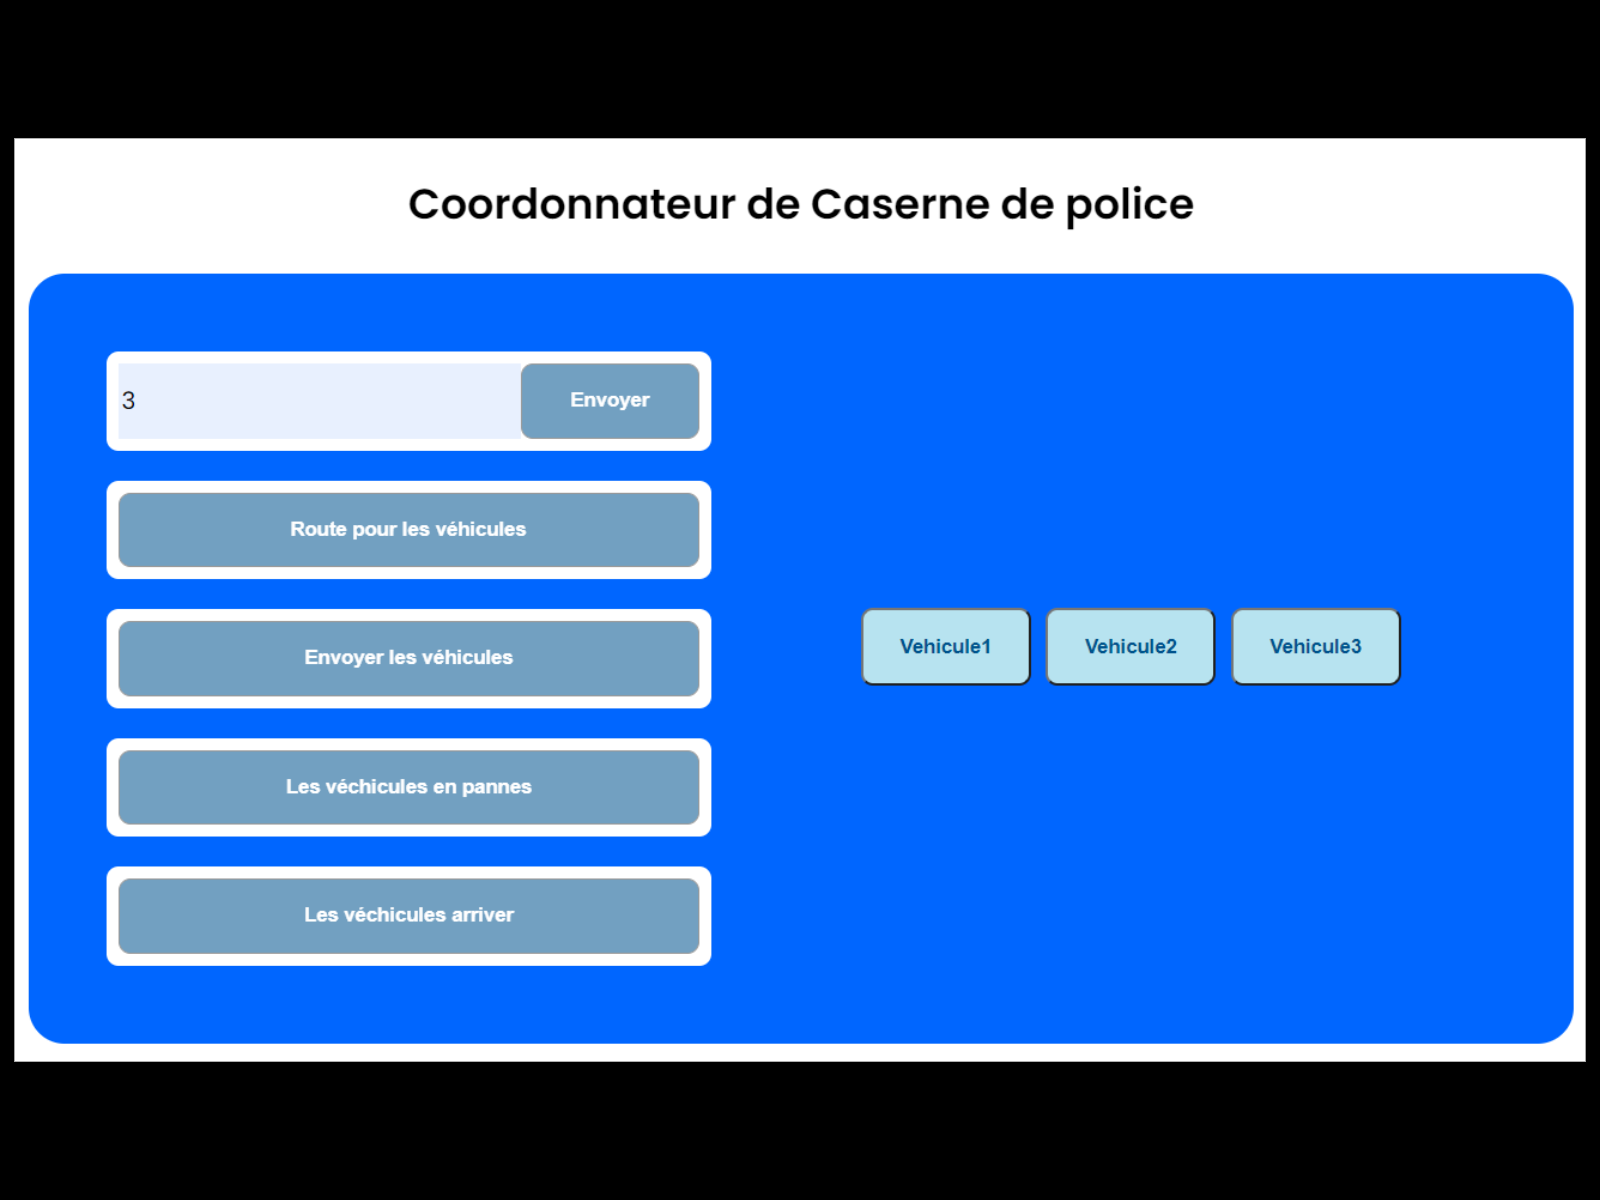 Coordonnateur de Caserne de police
3
Envoyer
Route pour les véhicules
Envoyer les véhicules
Les véchicules en pannes
Les véchicules arriver
Vehicule1
Vehicule2
Vehicule3